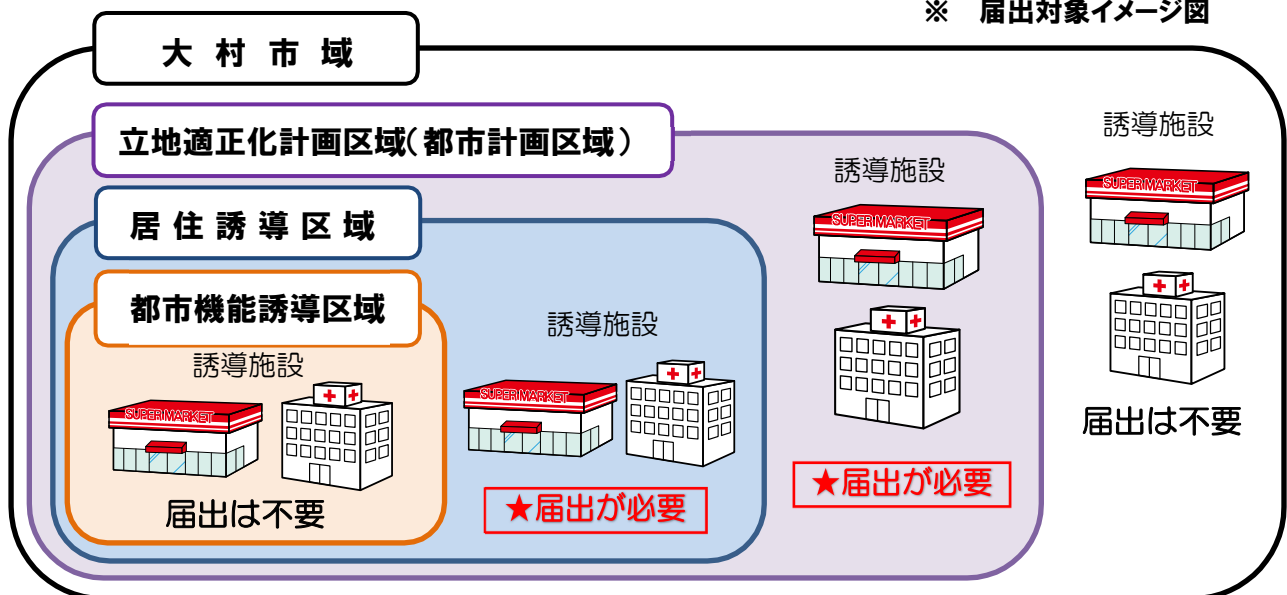 ※ 届出対象イメージ図
大村市域
立地適正化計画区域(都市計画区域)
居住誘導区域
都市機能誘導区域
誘導施設
SUPER MARKET
届出は不要
誘導施設
SUPER MARKET
★届出が必要
誘導施設
SUPER MARKET
★届出が必要
誘導施設
SUPER MARKET
届出は不要